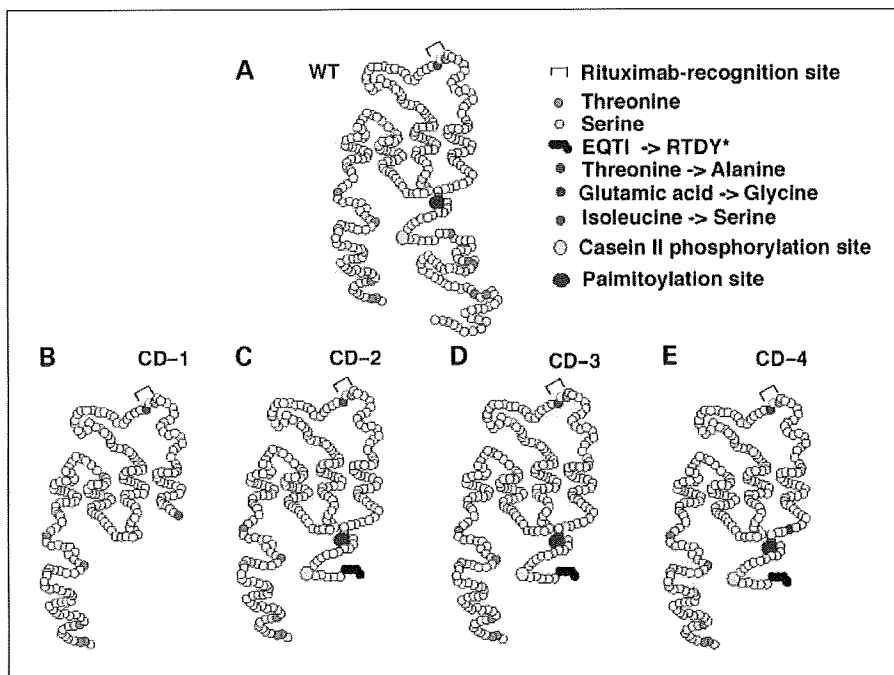 A WT
Rituximab-recognition site
Threonine
Serine
EQTI -> RTDY*
Threonine -> Alanine
Glutamic acid -> Glycine
Isoleucine -> Serine
Casein II phosphorylation site
Palmitoylation site
B CD-1
C CD-2
D CD-3
E CD-4